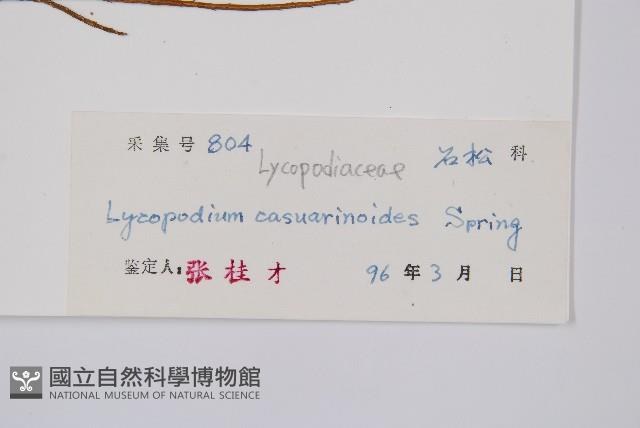 采集号 804 石松 科
Lycopodiaceae
Lycopodium casuarinoides Spring
鉴定人: 张桂才 96 年 3 月 日
國立自然科學博物館
NATIONAL MUSEUM OF NATURAL SCIENCE